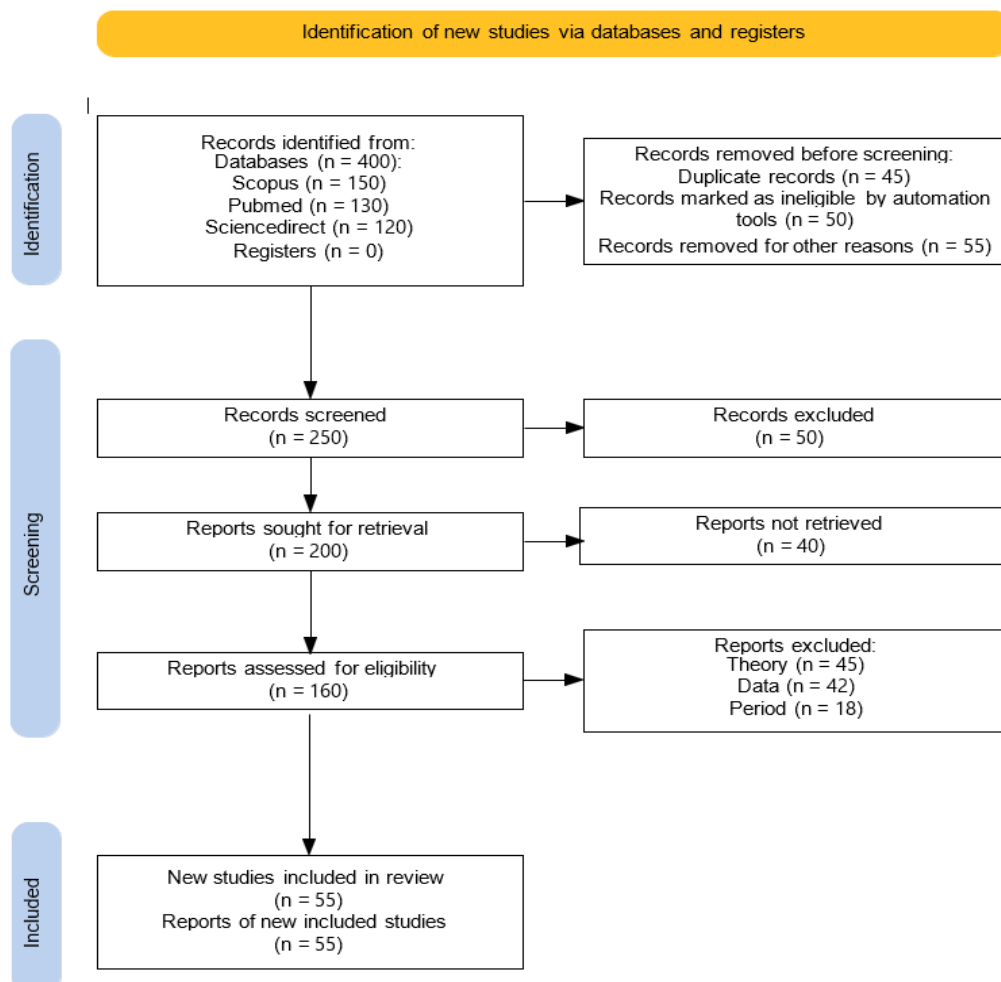 Identification of new studies via databases and registers
Identification
Records identified from:
Databases (n = 400):
Scopus (n = 150)
Pubmed (n = 130)
Sciencedirect (n = 120)
Registers (n = 0)
Records removed before screening:
Duplicate records (n = 45)
Records marked as ineligible by automation
tools (n = 50)
Records removed for other reasons (n = 55)
Screening
Records screened
(n = 250)
Records excluded
(n = 50)
Reports sought for retrieval
(n = 200)
Reports not retrieved
(n = 40)
Reports assessed for eligibility
(n = 160)
Reports excluded:
Theory (n = 45)
Data (n = 42)
Period (n = 18)
Included
New studies included in review
(n = 55)
Reports of new included studies
(n = 55)